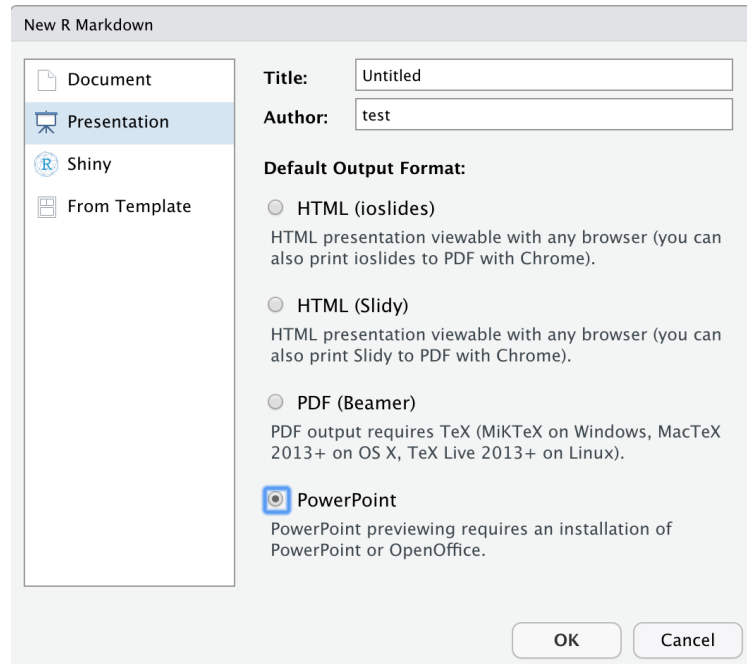 New R Markdown
Document
Presentation
R Shiny
From Template
Title: Untitled
Author: test
Default Output Format:
HTML (ioslides)
HTML presentation viewable with any browser (you can
also print ioslides to PDF with Chrome).
HTML (Slidy)
HTML presentation viewable with any browser (you can
also print Slidy to PDF with Chrome).
PDF (Beamer)
PDF output requires TeX (MiKTeX on Windows, MacTeX
2013+ on OS X, TeX Live 2013+ on Linux).
PowerPoint
PowerPoint previewing requires an installation of
PowerPoint or OpenOffice.
OK Cancel